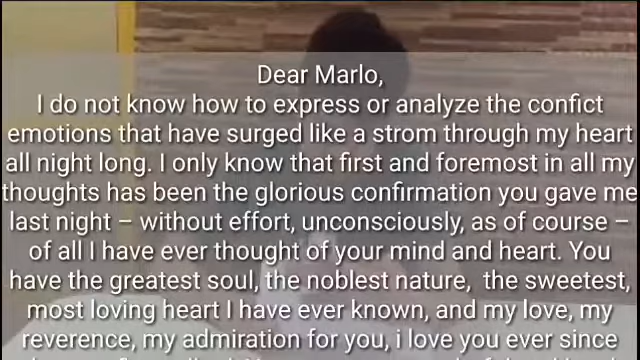 Dear Marlo,
I do not know how to express or analyze the confict
emotions that have surged like a strom through my heart
all night long. I only know that first and foremost in all my
thoughts has been the glorious confirmation you gave me
last night – without effort, unconsciously, as of course –
of all I have ever thought of your mind and heart. You
have the greatest soul, the noblest nature, the sweetest,
most loving heart I have ever known, and my love, my
reverence, my admiration for you, i love you ever since